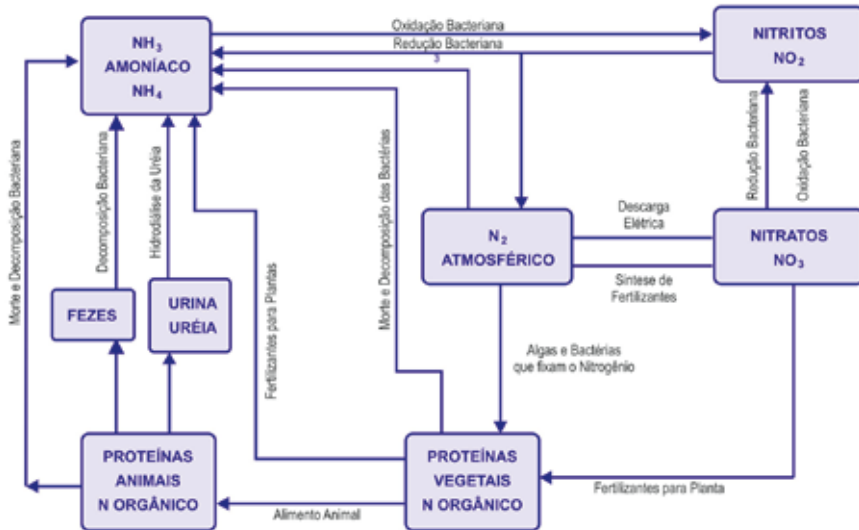 Oxidação Bacteriana
Redução Bacteriana
3
NH₃
AMONÍACO
NH₄
NITRITOS
NO₂
Morte e Decomposição Bacteriana
Decomposição Bacteriana
Hidrodiálise da Uréia
Fertilizantes para Plantas
Morte e Decomposição das Bactérias
Redução Bacteriana
Oxidação Bacteriana
N₂
ATMOSFÉRICO
Descarga
Elétrica
NITRATOS
NO₃
Síntese de
Fertilizantes
FEZES
URINA
URÉIA
Algas e Bactérias
que fixam o Nitrogênio
PROTEÍNAS
ANIMAIS
N ORGÂNICO
Alimento Animal
PROTEÍNAS
VEGETAIS
N ORGÂNICO
Fertilizantes para Planta